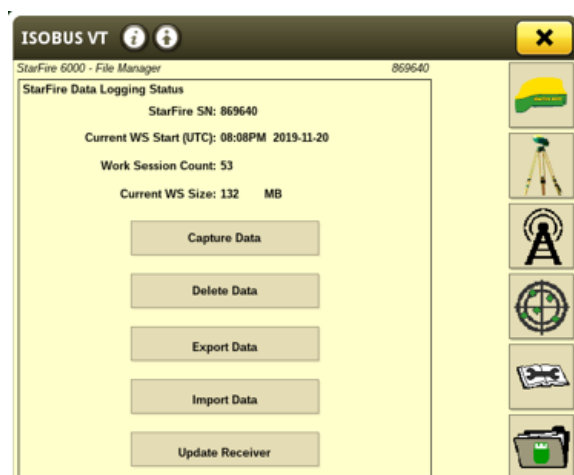 ISOBUS VT
StarFire 6000 - File Manager 869640
StarFire Data Logging Status
StarFire SN: 869640
Current WS Start (UTC): 08:08PM 2019-11-20
Work Session Count: 53
Current WS Size: 132 MB
Capture Data
Delete Data
Export Data
Import Data
Update Receiver